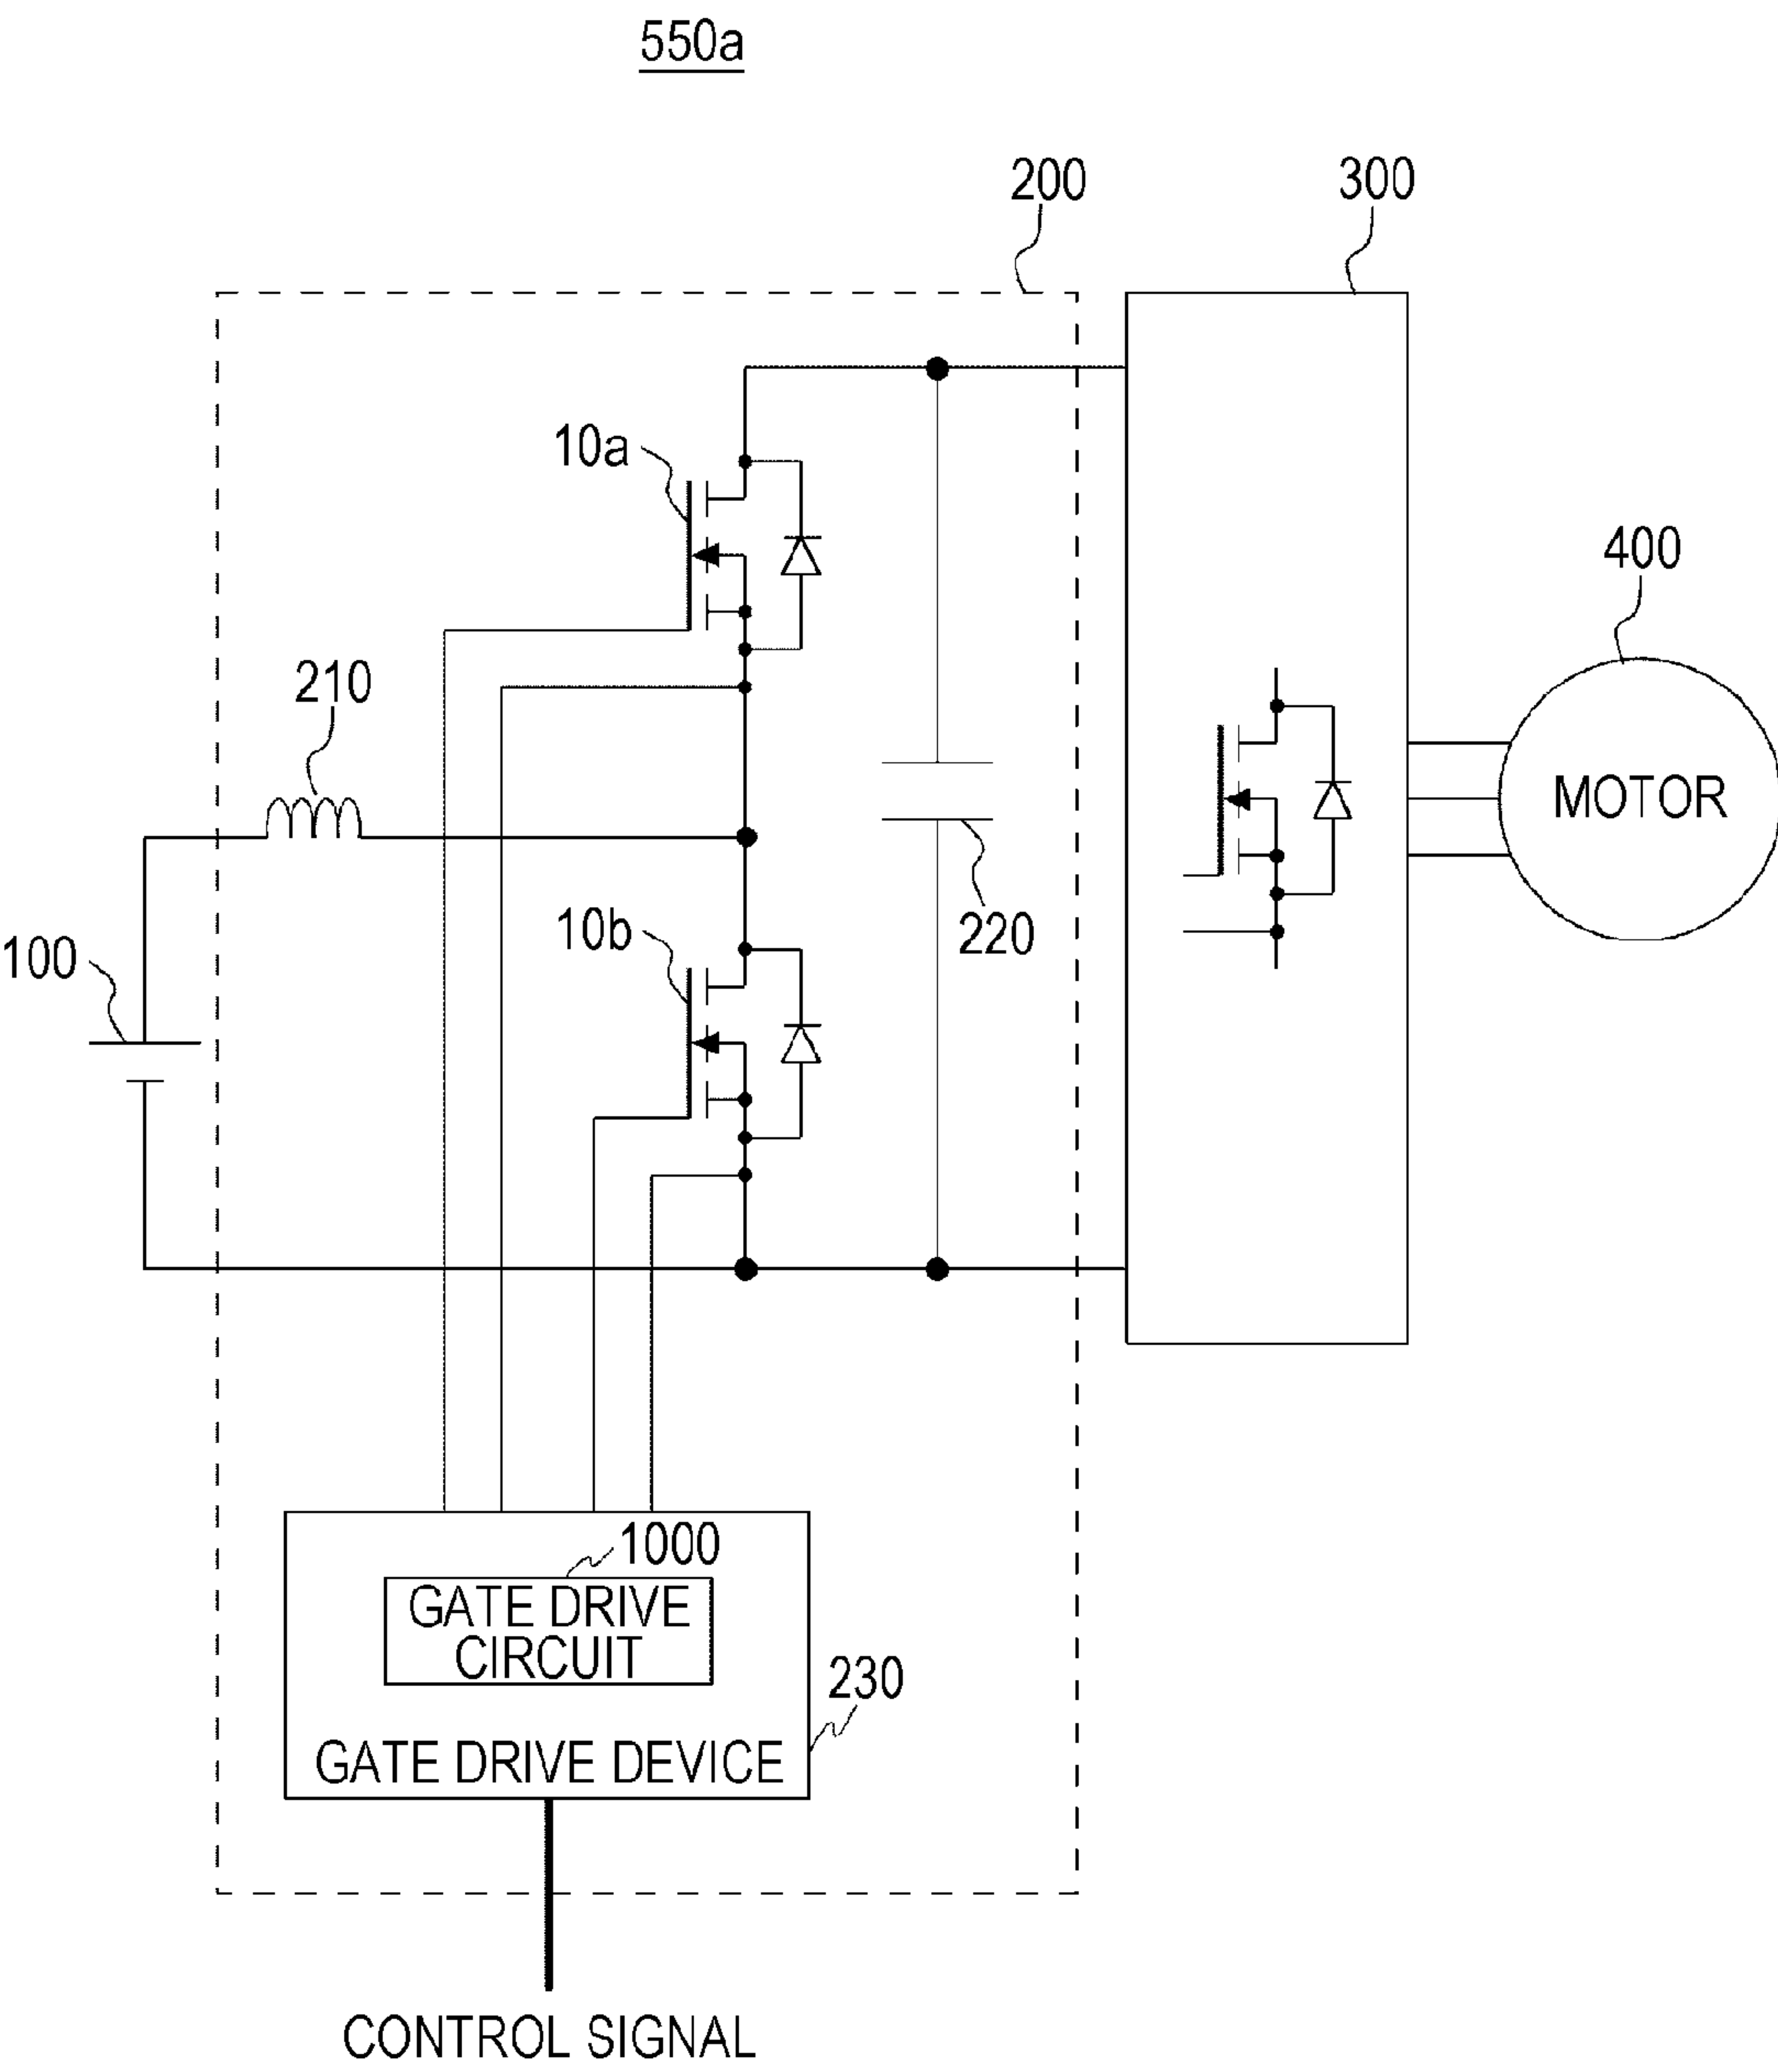 550a
200
300
10a
400
210
MOTOR
10b
220
100
1000
GATE DRIVE
CIRCUIT
230
GATE DRIVE DEVICE
CONTROL SIGNAL